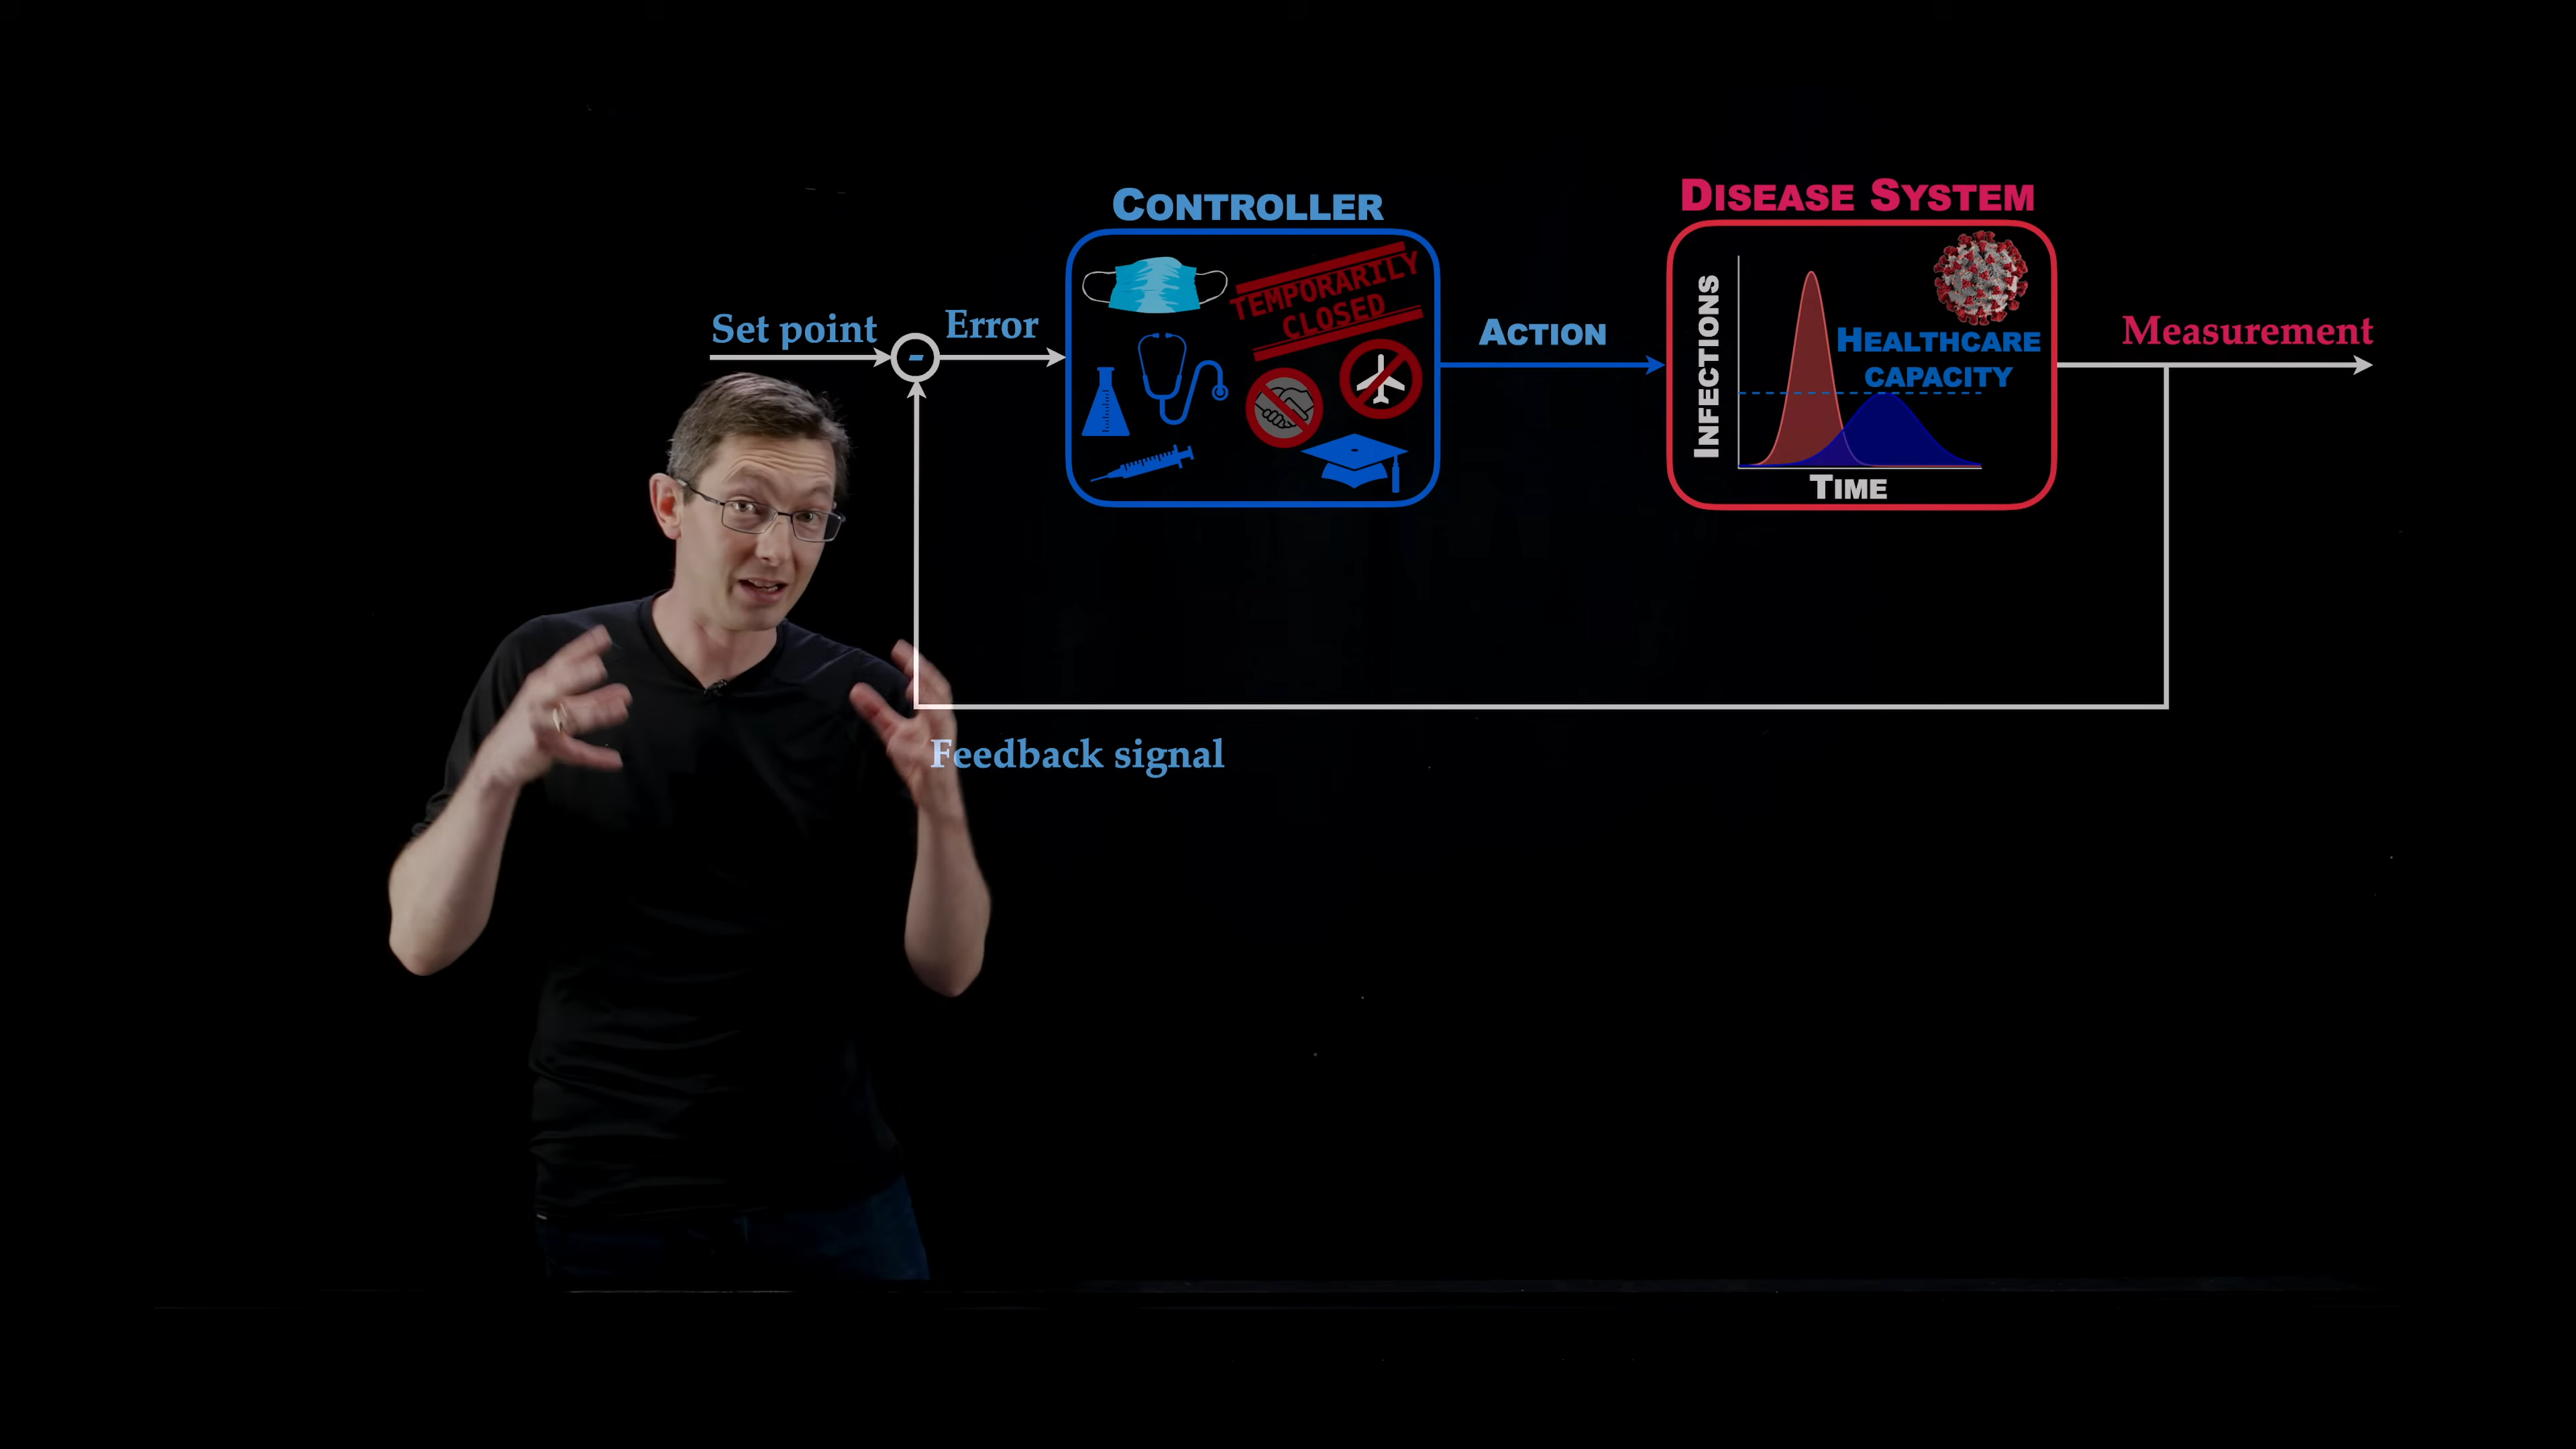 CONTROLLER
DISEASE SYSTEM
TEMPORARILY
CLOSED
Set point
-
Error
ACTION
INFECTIONS
HEALTHCARE
CAPACITY
TIME
Measurement
Feedback signal